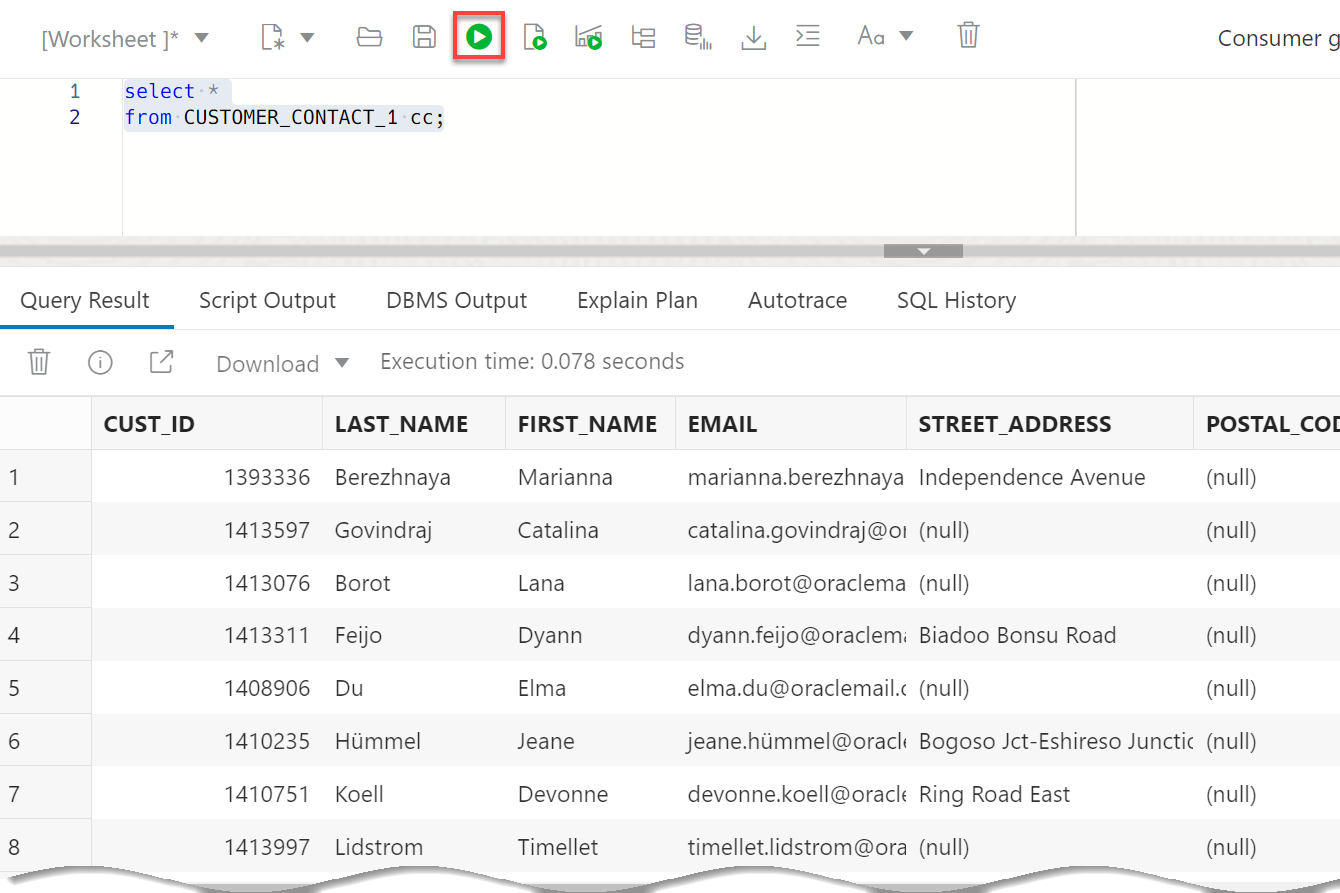 [Worksheet ]* Aa Consumer g
1 select *
2 from CUSTOMER_CONTACT_1 cc;
Query Result Script Output DBMS Output Explain Plan Autotrace SQL History
Download Execution time: 0.078 seconds
CUST_ID LAST_NAME FIRST_NAME EMAIL STREET_ADDRESS POSTAL_COD
1 1393336 Berezhnaya Marianna marianna.berezhnaya Independence Avenue (null)
2 1413597 Govindraj Catalina catalina.govindraj@or (null) (null)
3 1413076 Borot Lana lana.borot@oraclema (null) (null)
4 1413311 Feijo Dyann dyann.feijo@oraclema Biadoo Bonsu Road (null)
5 1408906 Du Elma elma.du@oraclemail.c (null) (null)
6 1410235 Hümmel Jeane jeane.hümmel@oracle Bogoso Jct-Eshireso Junctio (null)
7 1410751 Koell Devonne devonne.koell@oracle Ring Road East (null)
8 1413997 Lidstrom Timellet timellet.lidstrom@ora (null) (null)